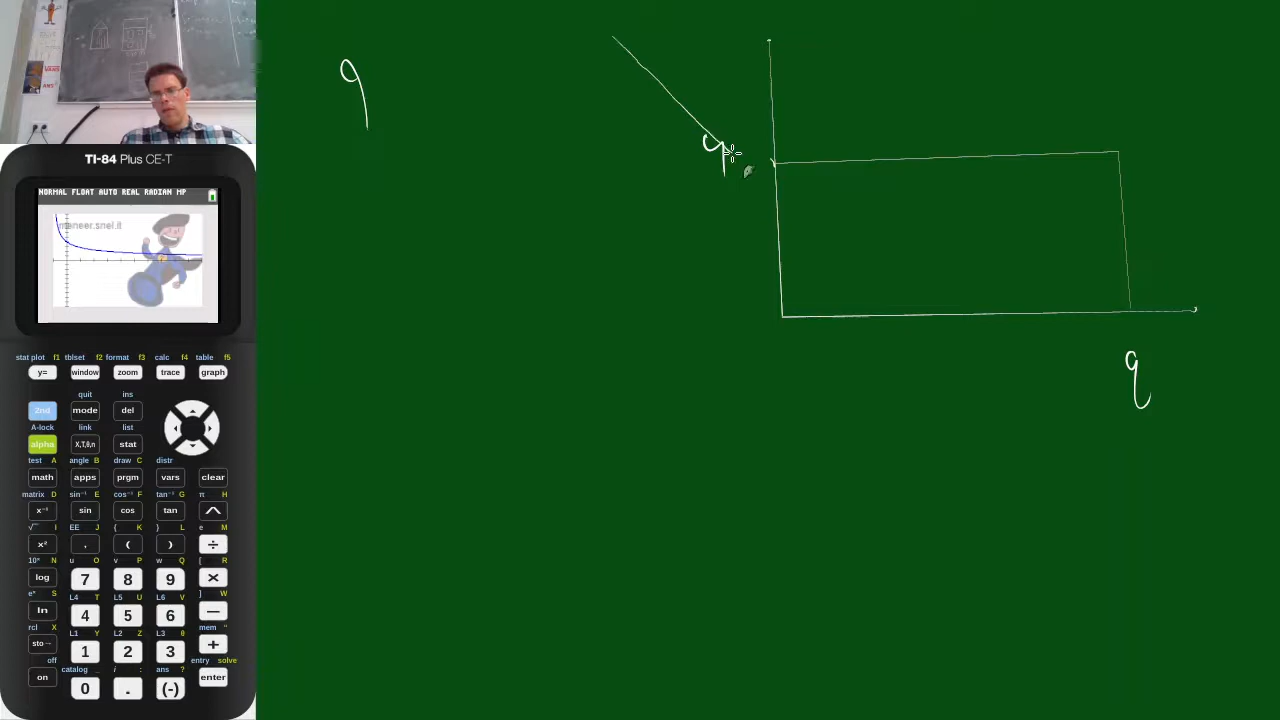 TI-84 Plus CE-T
NORMAL FLOAT AUTO REAL RADIAN MP
meneer.snel.it
stat plot f1 tblset f2 format f3 calc f4 table f5
y= window zoom trace graph
quit ins
2nd mode del
A-lock link list
alpha X,T,θ,n stat
test A angle B draw C distr
math apps prgm vars clear
matrix D sin⁻¹ E cos⁻¹ F tan⁻¹ G π H
x⁻¹ sin cos tan ^
√ I EE J { K } L e M
x² , ( ) ÷
10ˣ N u O v P w Q [ R
log 7 8 9 ×
eˣ S L4 T L5 U L6 V ] W
ln 4 5 6 —
rcl X L1 Y L2 Z L3 θ mem "
sto→ 1 2 3 +
off catalog _ i : ans ? entry solve
on 0 . (-) enter
q
q
q